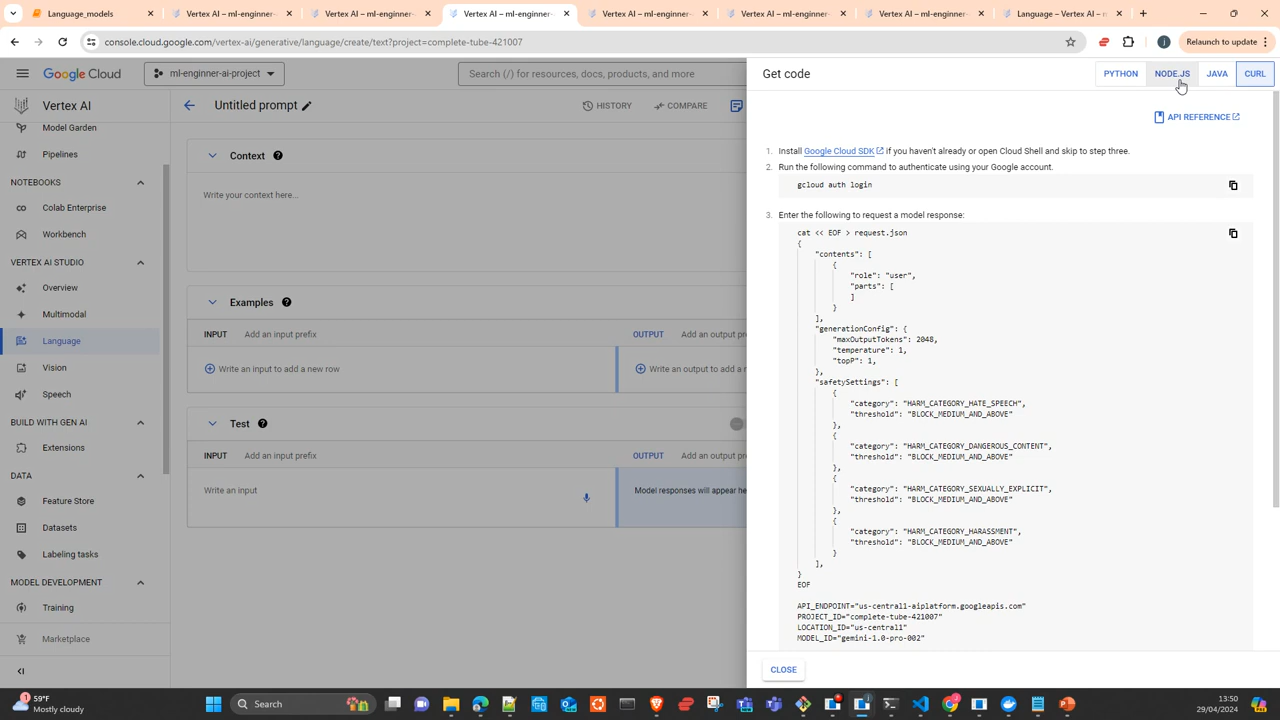 Language_models
Vertex AI – ml-enginner-
Vertex AI – ml-enginner-
Vertex AI – ml-enginner-
Vertex AI – ml-enginner-
Vertex AI – ml-enginner-
Vertex AI – ml-enginner-
Language – Vertex AI –
console.cloud.google.com/vertex-ai/generative/language/create/text?project=complete-tube-421007
Relaunch to update
Google Cloud
ml-enginner-ai-project
Search (/) for resources, docs, products, and more
Vertex AI
Model Garden
Pipelines
NOTEBOOKS
Colab Enterprise
Workbench
VERTEX AI STUDIO
Overview
Multimodal
Language
Vision
Speech
BUILD WITH GEN AI
Extensions
DATA
Feature Store
Datasets
Labeling tasks
MODEL DEVELOPMENT
Training
Marketplace
Untitled prompt
HISTORY
COMPARE
Context
Write your context here...
Examples
INPUT Add an input prefix
OUTPUT Add an output
Write an input to add a new row
Write an output to add a
Test
INPUT Add an input prefix
OUTPUT Add an output
Write an input
Model responses will appear he
Get code
PYTHON
NODE.JS
JAVA
CURL
API REFERENCE
1. Install Google Cloud SDK if you haven't already or open Cloud Shell and skip to step three.
2. Run the following command to authenticate using your Google account.
gcloud auth login
3. Enter the following to request a model response:
cat << EOF > request.json
{
"contents": [
{
"role": "user",
"parts": [
]
}
],
"generationConfig": {
"maxOutputTokens": 2048,
"temperature": 1,
"topP": 1,
},
"safetySettings": [
{
"category": "HARM_CATEGORY_HATE_SPEECH",
"threshold": "BLOCK_MEDIUM_AND_ABOVE"
},
{
"category": "HARM_CATEGORY_DANGEROUS_CONTENT",
"threshold": "BLOCK_MEDIUM_AND_ABOVE"
},
{
"category": "HARM_CATEGORY_SEXUALLY_EXPLICIT",
"threshold": "BLOCK_MEDIUM_AND_ABOVE"
},
{
"category": "HARM_CATEGORY_HARASSMENT",
"threshold": "BLOCK_MEDIUM_AND_ABOVE"
}
],
}
EOF
API_ENDPOINT="us-central1-aiplatform.googleapis.com"
PROJECT_ID="complete-tube-421007"
LOCATION_ID="us-central1"
MODEL_ID="gemini-1.0-pro-002"
CLOSE
59°F
Mostly cloudy
Search
13:50
29/04/2024